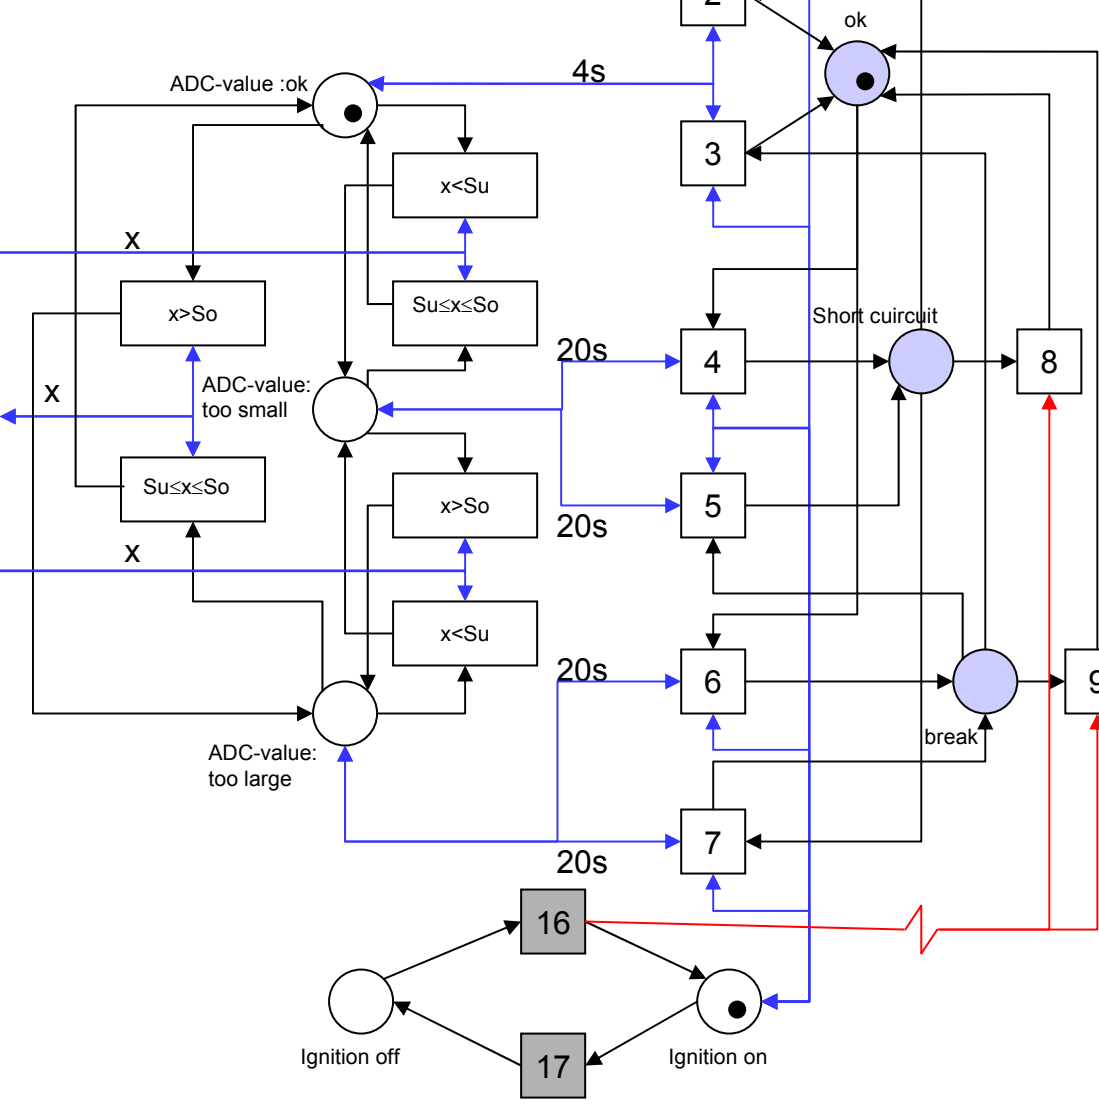 2
ok
4s
ADC-value :ok
3
x<Su
x
Su≤x≤So
x>So
Short cuircuit
20s
4
8
x
ADC-value:
too small
Su≤x≤So
x>So
5
20s
x
x<Su
20s
6
9
break
ADC-value:
too large
7
20s
16
Ignition off
Ignition on
17